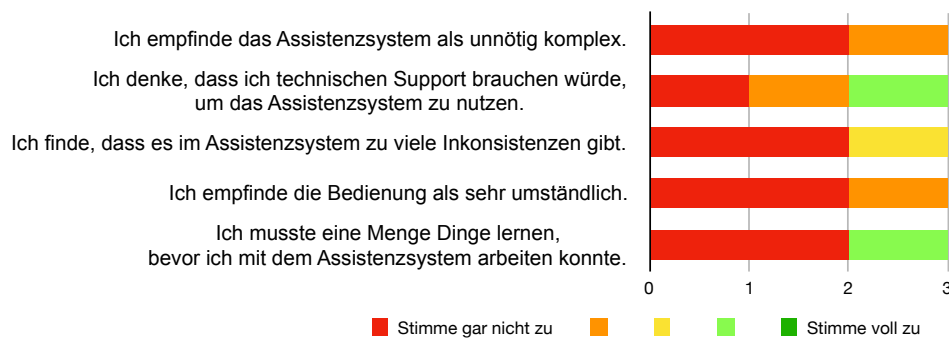 Ich empfinde das Assistenzsystem als unnötig komplex.
Ich denke, dass ich technischen Support brauchen würde,
um das Assistenzsystem zu nutzen.
Ich finde, dass es im Assistenzsystem zu viele Inkonsistenzen gibt.
Ich empfinde die Bedienung als sehr umständlich.
Ich musste eine Menge Dinge lernen,
bevor ich mit dem Assistenzsystem arbeiten konnte.
0 1 2 3
Stimme gar nicht zu Stimme voll zu